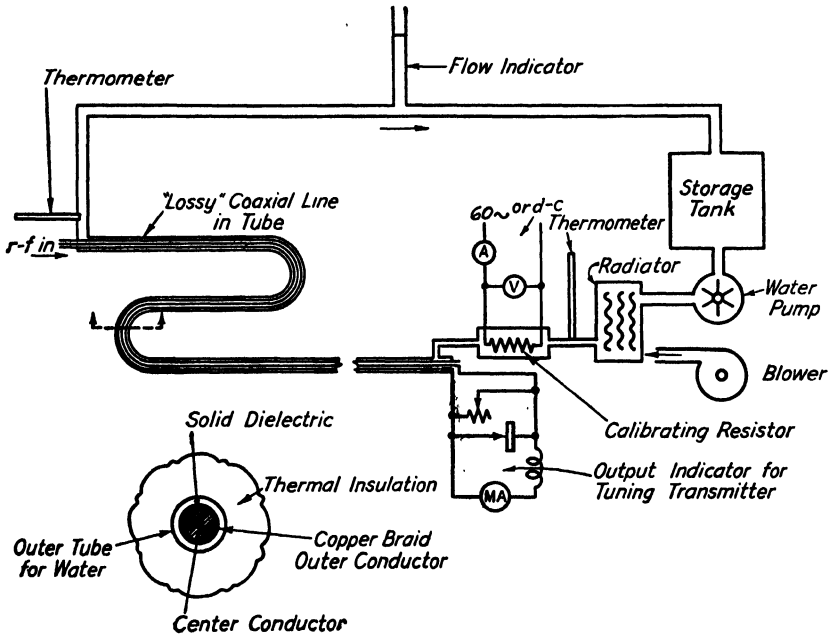 Flow Indicator
Thermometer
"Lossy" Coaxial Line
in Tube
r-f in
60~ or d-c
Thermometer
Storage
Tank
A
V
Radiator
Water
Pump
Blower
Calibrating Resistor
Output Indicator for
Tuning Transmitter
MA
Solid Dielectric
Thermal Insulation
Outer Tube
for Water
Copper Braid
Outer Conductor
Center Conductor